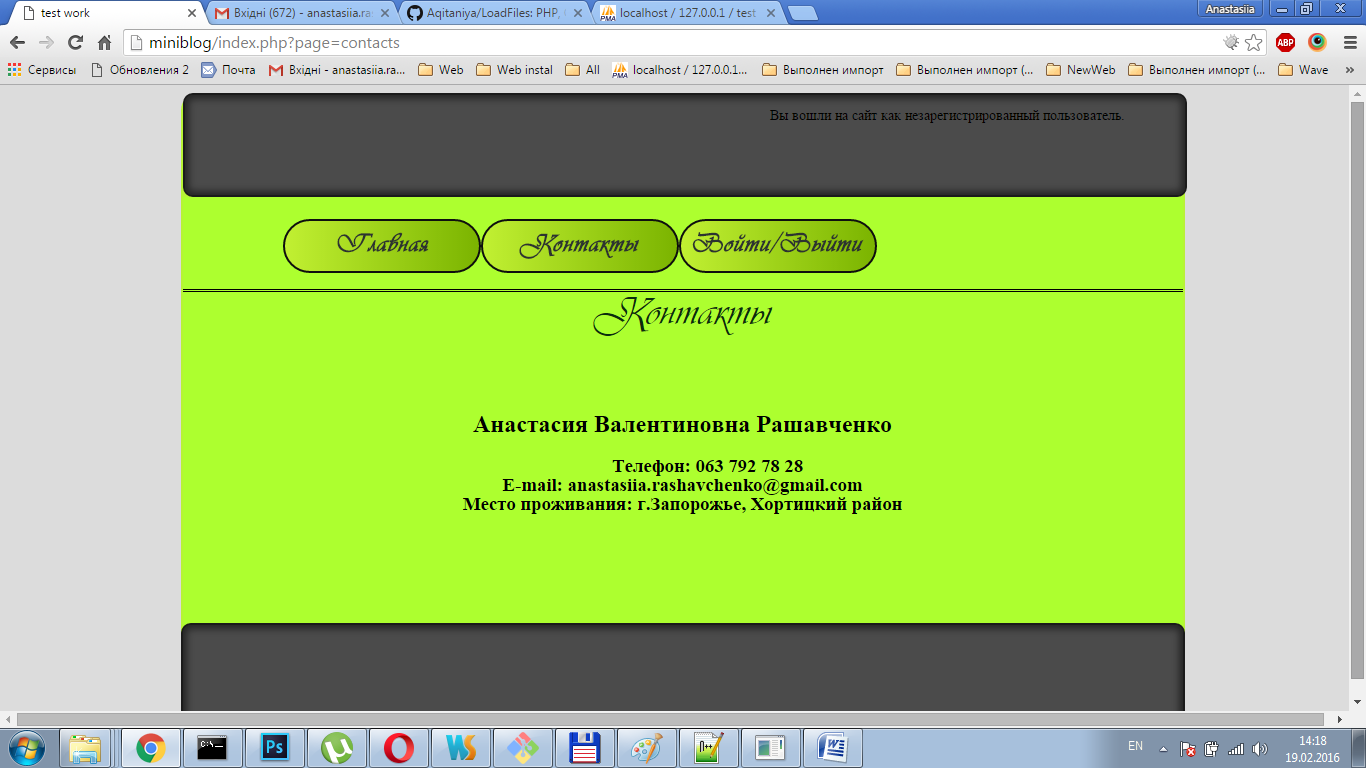 test work
Вхідні (672) - anastasiia.ra
Aqitaniya/LoadFiles: PHP,
localhost / 127.0.0.1 / test
Anastasiia
miniblog/index.php?page=contacts
ABP
Сервисы
Обновления 2
Почта
Вхідні - anastasiia.ra...
Web
Web instal
All
PMA
localhost / 127.0.0.1...
Выполнен импорт
Выполнен импорт (...
NewWeb
Выполнен импорт (...
Wave
»
Вы вошли на сайт как незарегистрированный пользователь.
Главная
Контакты
Войти/Выйти
Контакты
Анастасия Валентиновна Рашавченко
Телефон: 063 792 78 28
E-mail: anastasiia.rashavchenko@gmail.com
Место проживания: г.Запорожье, Хортицкий район
EN
14:18
19.02.2016